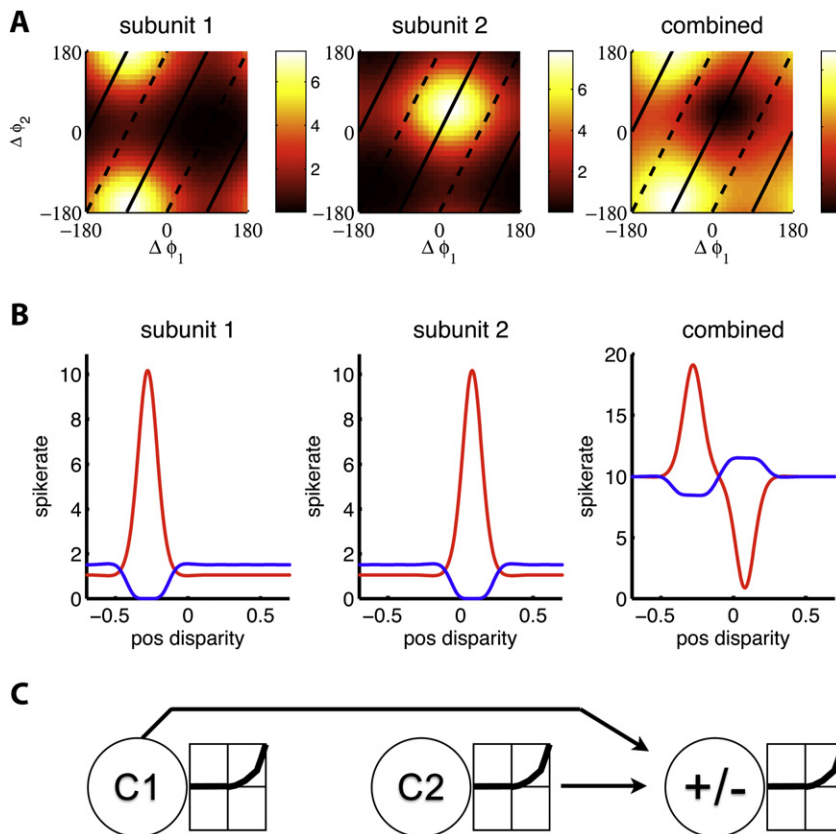 A
subunit 1
subunit 2
combined
Δ ϕ2
180
0
−180
−180 0 180
Δ ϕ1
6
4
2
180
0
−180
−180 0 180
Δ ϕ1
6
4
2
180
0
−180
−180 0 180
Δ ϕ1
B
subunit 1
subunit 2
combined
spikerate
10
8
6
4
2
0
−0.5 0 0.5
pos disparity
spikerate
10
8
6
4
2
0
−0.5 0 0.5
pos disparity
spikerate
20
15
10
5
0
−0.5 0 0.5
pos disparity
C
C1
C2
+/-